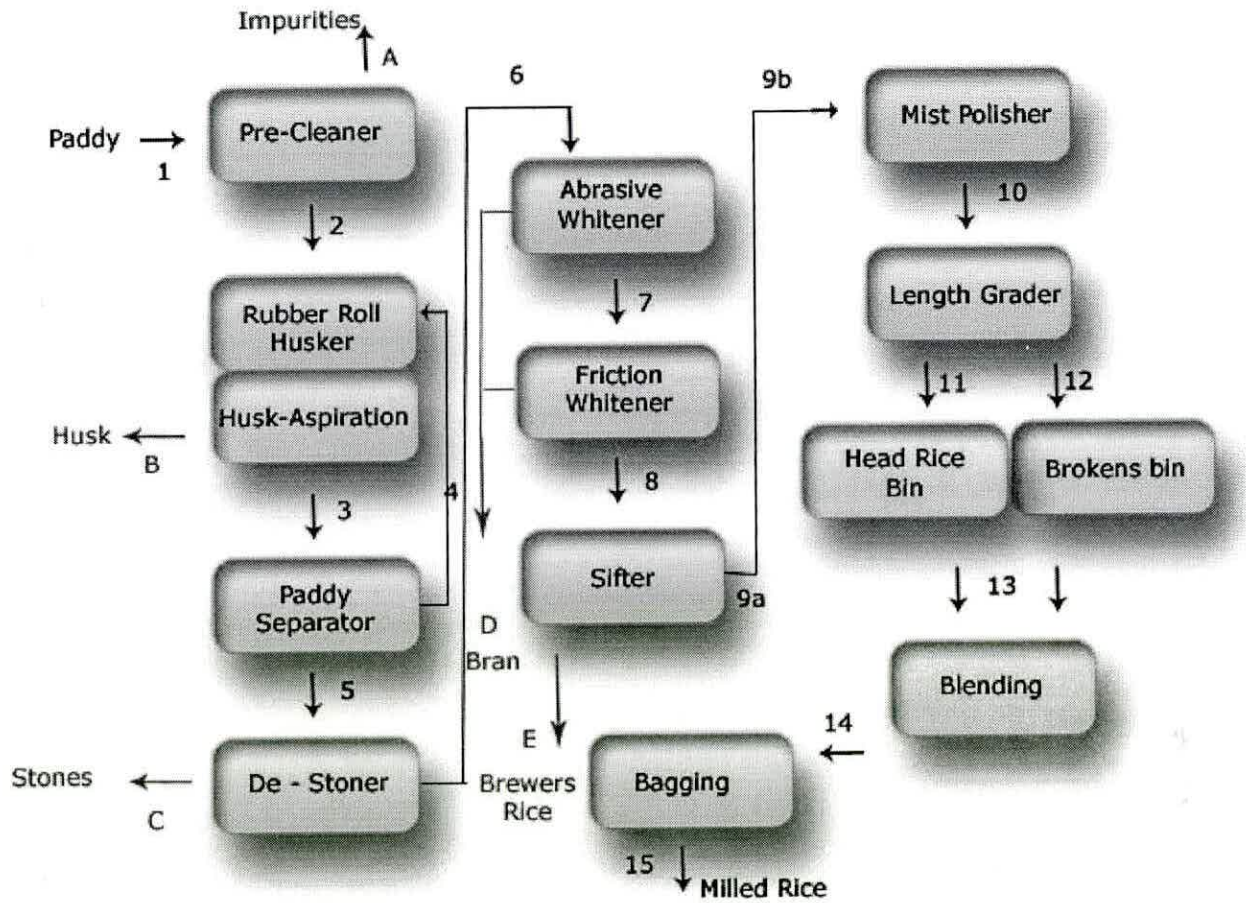 Impurities
A
Paddy
1
Pre-Cleaner
2
Rubber Roll
Husker
Husk-Aspiration
Husk
B
3
4
Paddy
Separator
5
De - Stoner
Stones
C
6
Abrasive
Whitener
7
Friction
Whitener
8
Sifter
9a
D
Bran
E
Brewers
Rice
9b
Mist Polisher
10
Length Grader
11
12
Head Rice
Bin
Brokens bin
13
Blending
14
Bagging
15
Milled Rice